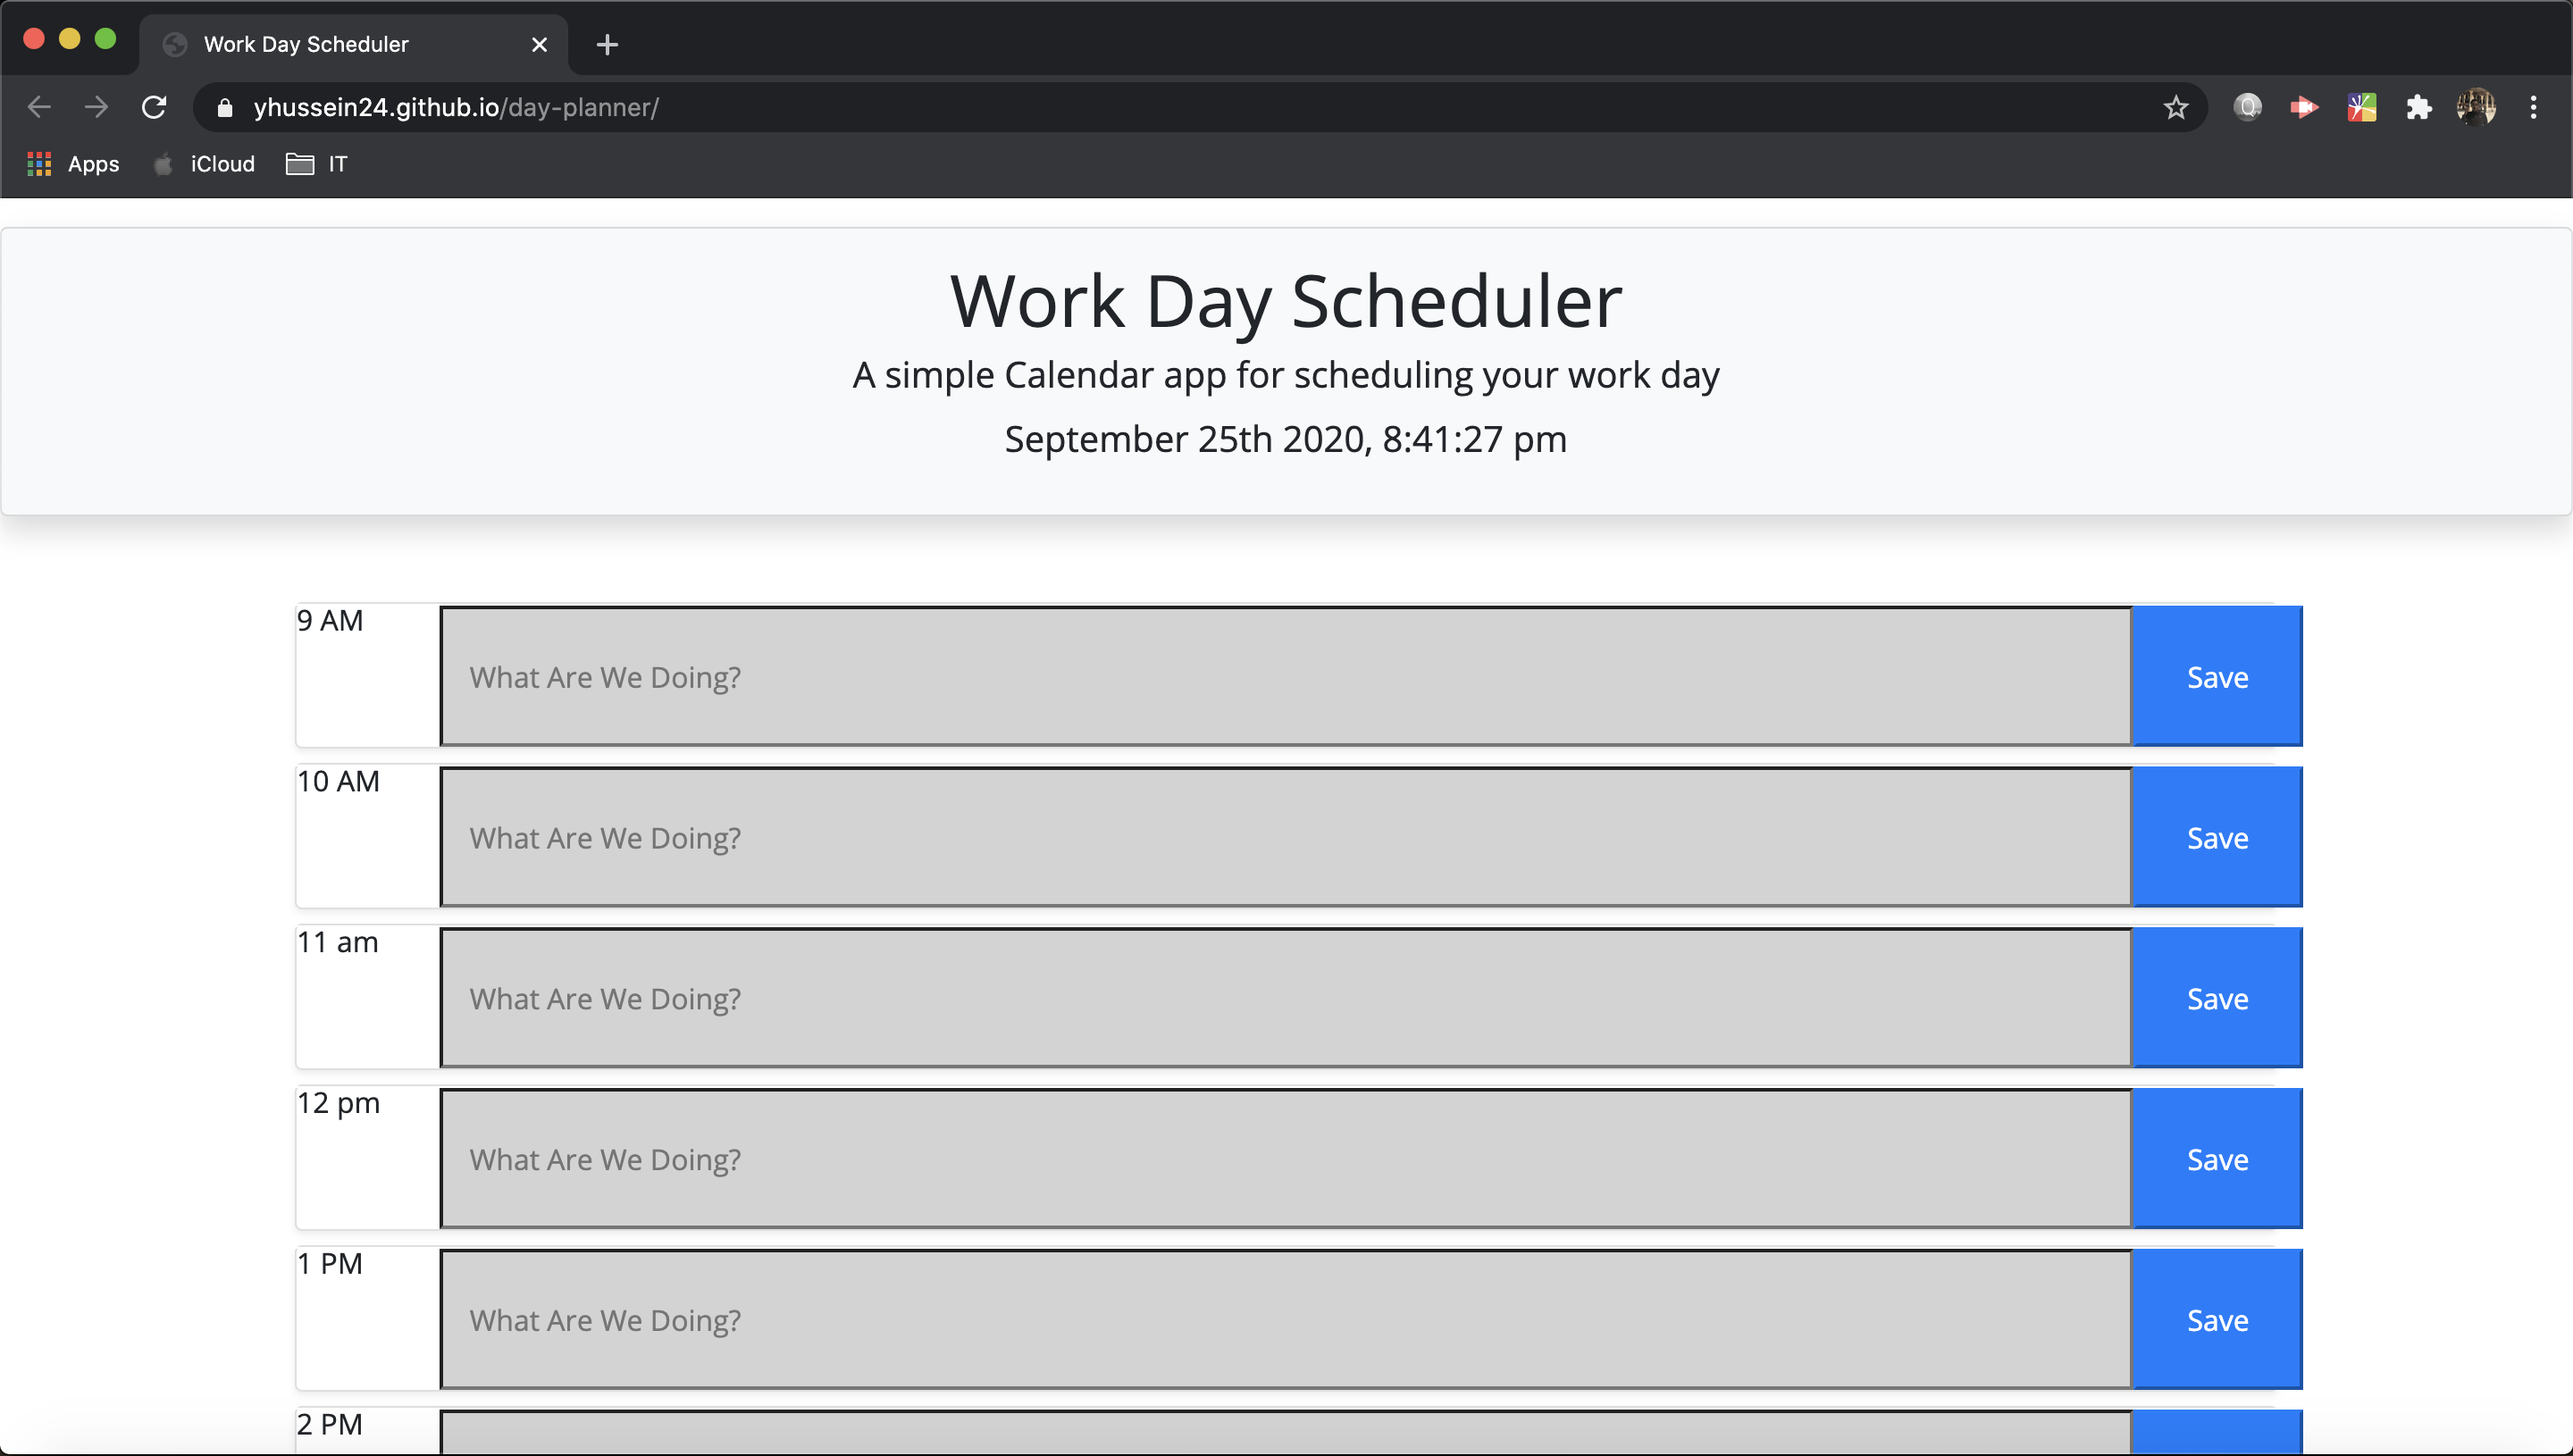 Work Day Scheduler
yhussein24.github.io/day-planner/
Apps iCloud IT
Work Day Scheduler
A simple Calendar app for scheduling your work day
September 25th 2020, 8:41:27 pm
9 AM
What Are We Doing? Save
10 AM
What Are We Doing? Save
11 am
What Are We Doing? Save
12 pm
What Are We Doing? Save
1 PM
What Are We Doing? Save
2 PM